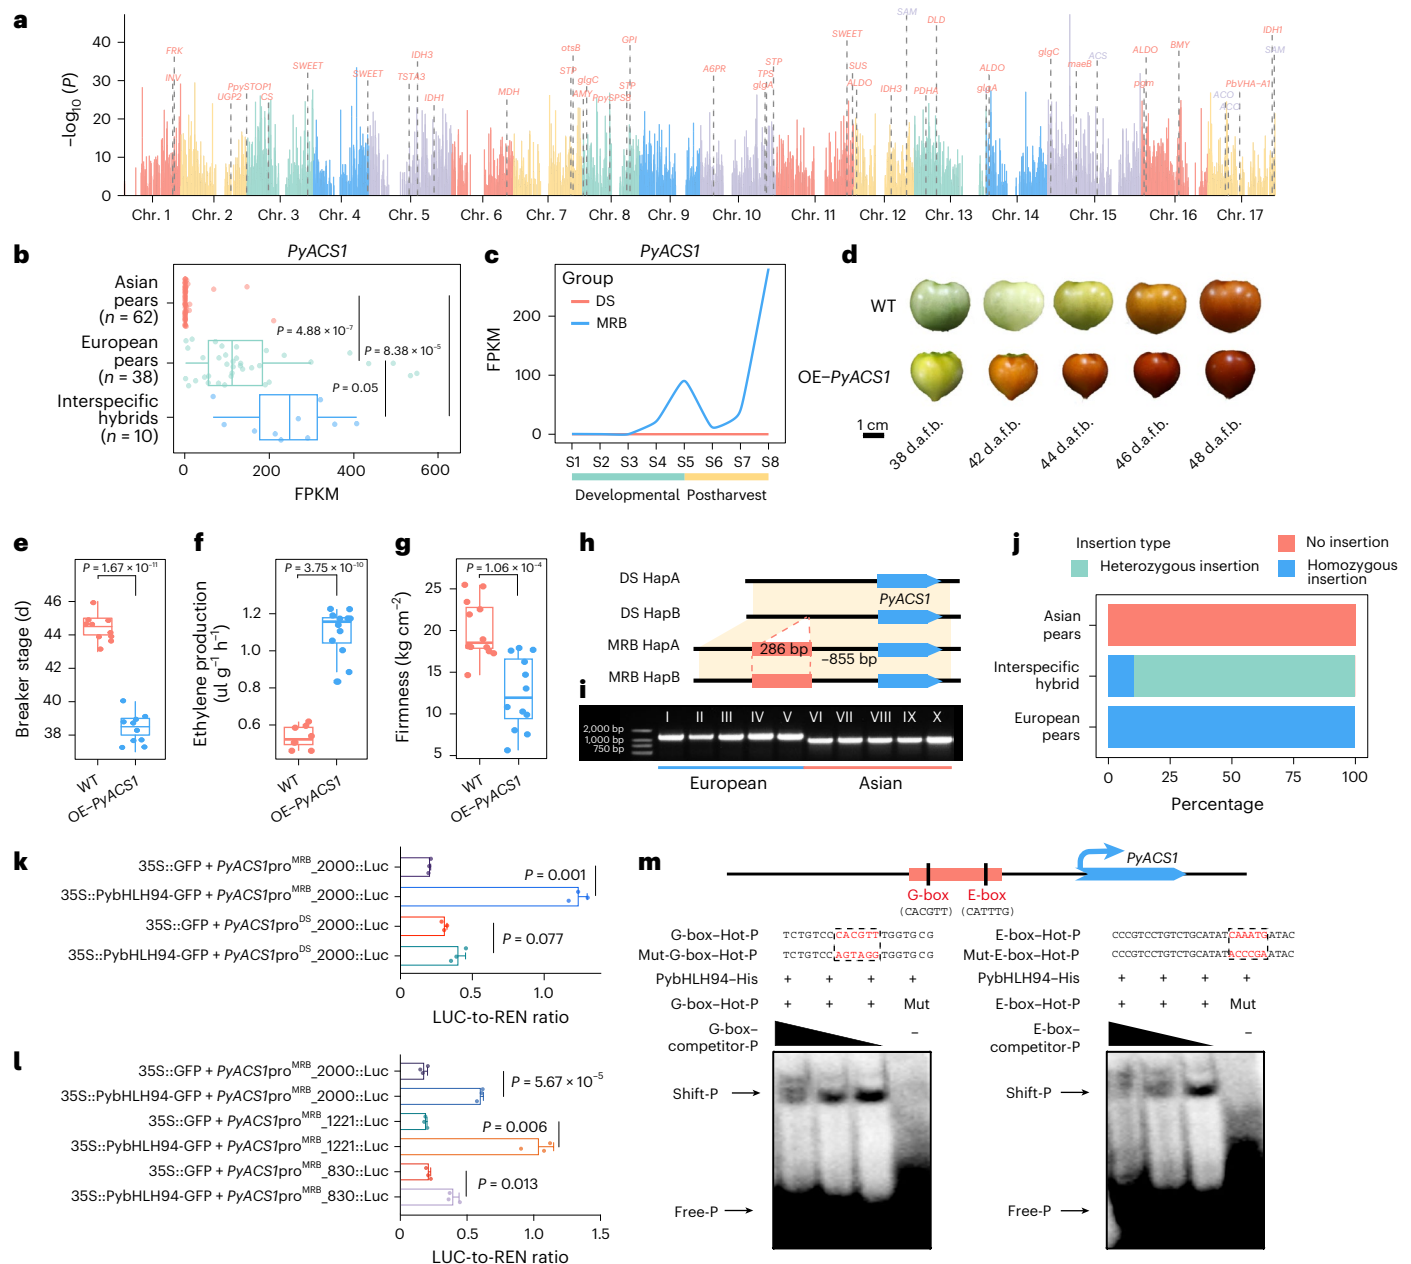 a
−log10 (P)
40
30
20
10
0
FRK
INV
UGP2
PpySTOP1
CS
SWEET
SWEET
TSTA3
IDH3
IDH1
MDH
otsB
STP
glgC
AMY
PpySPS3
GPI
STP
A6PR
STP
TPS
glgA
SWEET
SUS
ALDO
IDH3
SAM
DLD
PDHA
ALDO
glgA
glgC
maeB
ACS
ALDO
pgm
BMY
ACO
ACO
PbVHA-A1
IDH1
SAM
Chr. 1 Chr. 2 Chr. 3 Chr. 4 Chr. 5 Chr. 6 Chr. 7 Chr. 8 Chr. 9 Chr. 10 Chr. 11 Chr. 12 Chr. 13 Chr. 14 Chr. 15 Chr. 16 Chr. 17
b
PyACS1
Asian
pears
(n = 62)
European
pears
(n = 38)
Interspecific
hybrids
(n = 10)
P = 4.88 × 10−7
P = 8.38 × 10−5
P = 0.05
0 200 400 600
FPKM
c
PyACS1
Group
DS
MRB
FPKM
200
100
0
S1 S2 S3 S4 S5 S6 S7 S8
Developmental Postharvest
d
WT
OE–PyACS1
1 cm
38 d.a.f.b.
42 d.a.f.b.
44 d.a.f.b.
46 d.a.f.b.
48 d.a.f.b.
e
P = 1.67 × 10−11
Breaker stage (d)
46
44
42
40
38
WT
OE–PyACS1
f
P = 3.75 × 10−10
Ethylene production
(ul g−1 h−1)
1.2
1.0
0.8
0.6
WT
OE–PyACS1
g
P = 1.06 × 10−4
Firmness (kg cm−2)
25
20
15
10
5
WT
OE–PyACS1
h
DS HapA
PyACS1
DS HapB
MRB HapA
286 bp
−855 bp
MRB HapB
i
I II III IV V VI VII VIII IX X
2,000 bp
1,000 bp
750 bp
European Asian
j
Insertion type
No insertion
Heterozygous insertion
Homozygous
insertion
Asian
pears
Interspecific
hybrid
European
pears
0 25 50 75 100
Percentage
k
35S::GFP + PyACS1proMRB_2000::Luc
35S::PybHLH94-GFP + PyACS1proMRB_2000::Luc
35S::GFP + PyACS1proDS_2000::Luc
35S::PybHLH94-GFP + PyACS1proDS_2000::Luc
P = 0.001
P = 0.077
0 0.5 1.0
LUC-to-REN ratio
l
35S::GFP + PyACS1proMRB_2000::Luc
35S::PybHLH94-GFP + PyACS1proMRB_2000::Luc
35S::GFP + PyACS1proMRB_1221::Luc
35S::PybHLH94-GFP + PyACS1proMRB_1221::Luc
35S::GFP + PyACS1proMRB_830::Luc
35S::PybHLH94-GFP + PyACS1proMRB_830::Luc
P = 5.67 × 10−5
P = 0.006
P = 0.013
0 0.5 1.0 1.5
LUC-to-REN ratio
m
PyACS1
G-box E-box
(CACGTT) (CATTTG)
G-box–Hot-P TCTGTCCCACGTTTGGTGCG
Mut-G-box–Hot-P TCTGTCCAGTAGGTGGTGCG
PybHLH94–His + + + +
G-box–Hot-P + + + Mut
G-box–
competitor-P –
Shift-P
Free-P
E-box–Hot-P CCCGTCCTGTCTGCATATCAAATGATAC
Mut-E-box–Hot-P CCCGTCCTGTCTGCATATACCCGAATAC
PybHLH94–His + + + +
E-box–Hot-P + + + Mut
E-box–
competitor-P –
Shift-P
Free-P